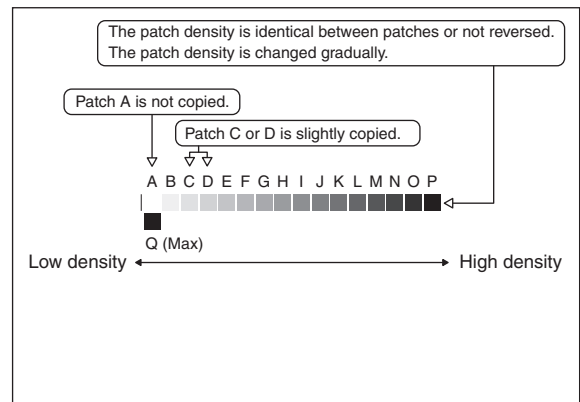 The patch density is identical between patches or not reversed.
The patch density is changed gradually.
Patch A is not copied.
Patch C or D is slightly copied.
A B C D E F G H I J K L M N O P
Q (Max)
Low density
High density